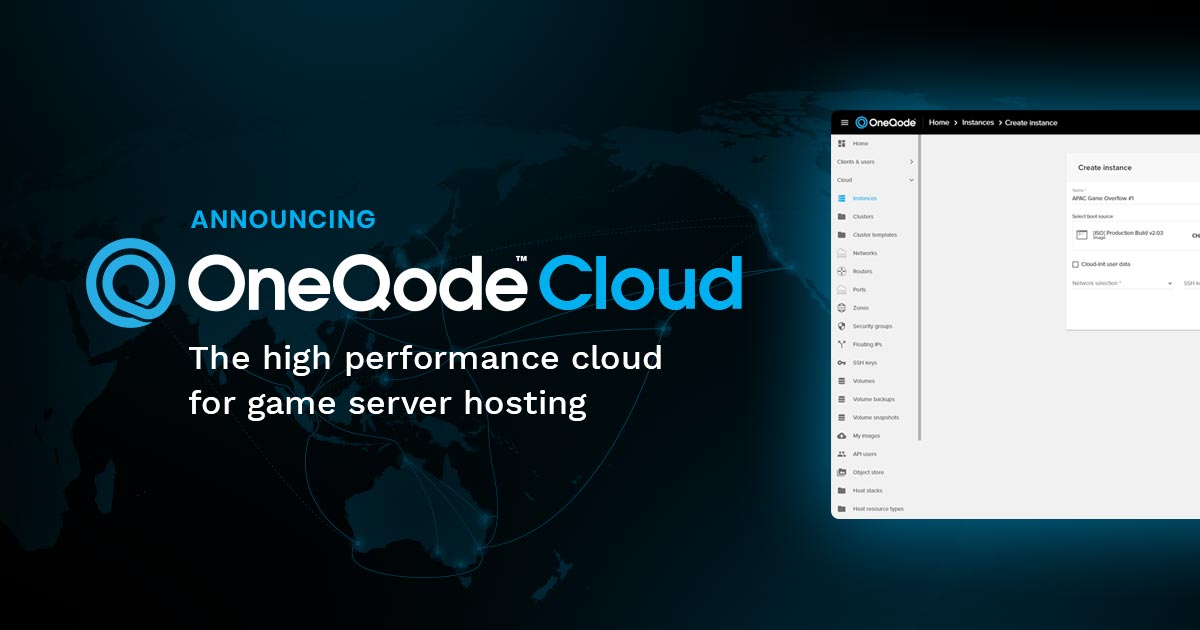 ANNOUNCING
OneQode™ Cloud
The high performance cloud
for game server hosting
OneQode Home > Instances > Create instance
Home
Clients & users
Cloud
Instances
Clusters
Cluster templates
Networks
Routers
Ports
Zones
Security groups
Floating IPs
SSH keys
Volumes
Volume backups
Volume snapshots
My images
API users
Object store
Heat stacks
Heat resource types
Create instance
Name *
APAC Game Overflow #1
Select boot source
[ISO] Production Build v2.03
Image
Cloud-init user data
Network selection *